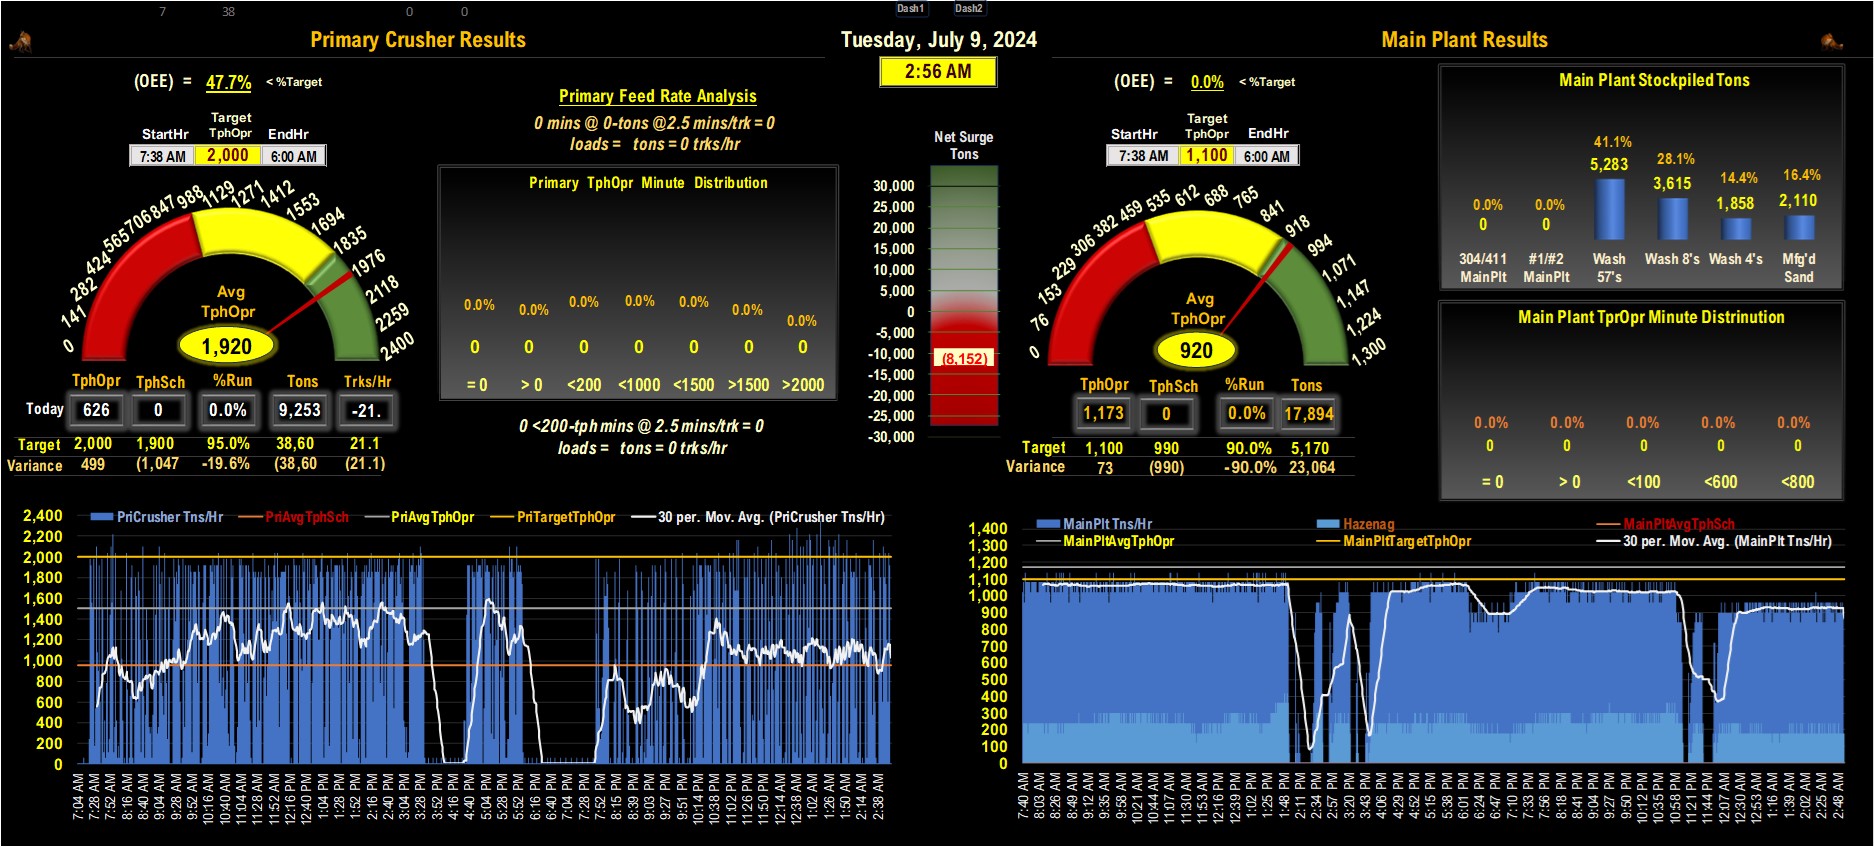 7 38 0 0
Dash1 Dash2
Primary Crusher Results
Tuesday, July 9, 2024
Main Plant Results
2:56 AM
(OEE) = 47.7% < %Target
Target
StartHr TphOpr EndHr
7:38 AM 2,000 6:00 AM
0 141 282 424 565 706 847 988 1129 1271 1412 1553 1694 1835 1976 2118 2259 2400
Avg
TphOpr
1,920
TphOpr TphSch %Run Tons Trks/Hr
Today 626 0 0.0% 9,253 -21.
Target 2,000 1,900 95.0% 38,60 21.1
Variance 499 (1,047 -19.6% (38,60 (21.1)
Primary Feed Rate Analysis
0 mins @ 0-tons @2.5 mins/trk = 0
loads = tons = 0 trks/hr
Primary TphOpr Minute Distribution
0.0% 0.0% 0.0% 0.0% 0.0% 0.0% 0.0%
0 0 0 0 0 0 0
= 0 > 0 <200 <1000 <1500 >1500 >2000
0 <200-tph mins @ 2.5 mins/trk = 0
loads = tons = 0 trks/hr
Net Surge
Tons
30,000
25,000
20,000
15,000
10,000
5,000
0
-5,000
-10,000
(8,152)
-15,000
-20,000
-25,000
-30,000
(OEE) = 0.0% < %Target
Target
StartHr TphOpr EndHr
7:38 AM 1,100 6:00 AM
0 76 153 229 306 382 459 535 612 688 765 841 918 994 1,071 1,147 1,224 1,300
Avg
TphOpr
920
TphOpr TphSch %Run Tons
1,173 0 0.0% 17,894
Target 1,100 990 90.0% 5,170
Variance 73 (990) -90.0% 23,064
Main Plant Stockpiled Tons
0.0% 0.0% 41.1% 28.1% 14.4% 16.4%
0 0 5,283 3,615 1,858 2,110
304/411 #1/#2 Wash Wash 8's Wash 4's Mfg'd
MainPlt MainPlt 57's Sand
Main Plant TprOpr Minute Distrinution
0.0% 0.0% 0.0% 0.0% 0.0%
0 0 0 0 0
= 0 > 0 <100 <600 <800
PriCrusher Tns/Hr PriAvgTphSch PriAvgTphOpr PriTargetTphOpr 30 per. Mov. Avg. (PriCrusher Tns/Hr)
2,400
2,200
2,000
1,800
1,600
1,400
1,200
1,000
800
600
400
200
0
7:04 AM 7:28 AM 7:52 AM 8:16 AM 8:40 AM 9:04 AM 9:28 AM 9:52 AM 10:16 AM 10:40 AM 11:04 AM 11:28 AM 11:52 AM 12:16 PM 12:40 PM 1:04 PM 1:28 PM 1:52 PM 2:16 PM 2:40 PM 3:04 PM 3:28 PM 3:52 PM 4:16 PM 4:40 PM 5:04 PM 5:28 PM 5:52 PM 6:16 PM 6:40 PM 7:04 PM 7:28 PM 7:52 PM 8:15 PM 8:39 PM 9:03 PM 9:27 PM 9:51 PM 10:14 PM 10:38 PM 11:02 PM 11:26 PM 11:50 PM 12:14 AM 12:38 AM 1:02 AM 1:26 AM 1:50 AM 2:14 AM 2:38 AM
MainPlt Tns/Hr Hazenag MainPltAvgTphSch
MainPltAvgTphOpr MainPltTargetTphOpr 30 per. Mov. Avg. (MainPlt Tns/Hr)
1,400
1,300
1,200
1,100
1,000
900
800
700
600
500
400
300
200
100
0
7:40 AM 8:03 AM 8:26 AM 8:49 AM 9:12 AM 9:35 AM 9:58 AM 10:21 AM 10:44 AM 11:07 AM 11:30 AM 11:53 AM 12:16 PM 12:39 PM 1:02 PM 1:25 PM 1:48 PM 2:11 PM 2:34 PM 2:57 PM 3:20 PM 3:43 PM 4:06 PM 4:29 PM 4:52 PM 5:15 PM 5:38 PM 6:01 PM 6:24 PM 6:47 PM 7:10 PM 7:33 PM 7:56 PM 8:18 PM 8:41 PM 9:04 PM 9:27 PM 9:50 PM 10:12 PM 10:35 PM 10:58 PM 11:21 PM 11:44 PM 12:07 AM 12:30 AM 12:53 AM 1:16 AM 1:39 AM 2:02 AM 2:25 AM 2:48 AM